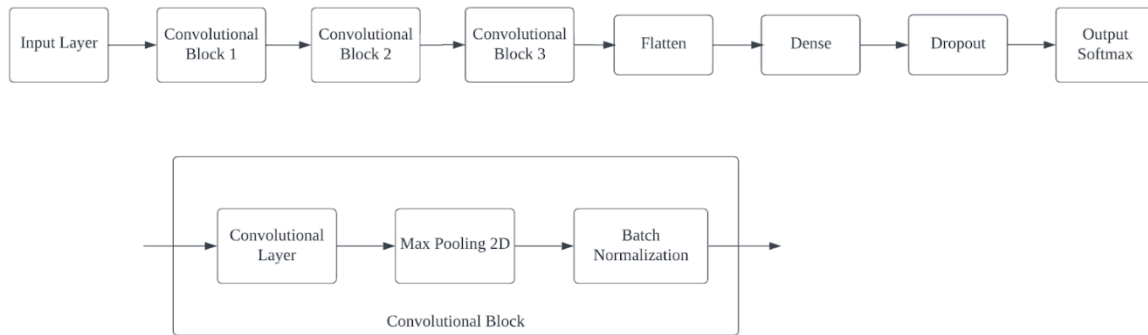 Input Layer
Convolutional
Block 1
Convolutional
Block 2
Convolutional
Block 3
Flatten
Dense
Dropout
Output
Softmax
Convolutional
Layer
Max Pooling 2D
Batch
Normalization
Convolutional Block